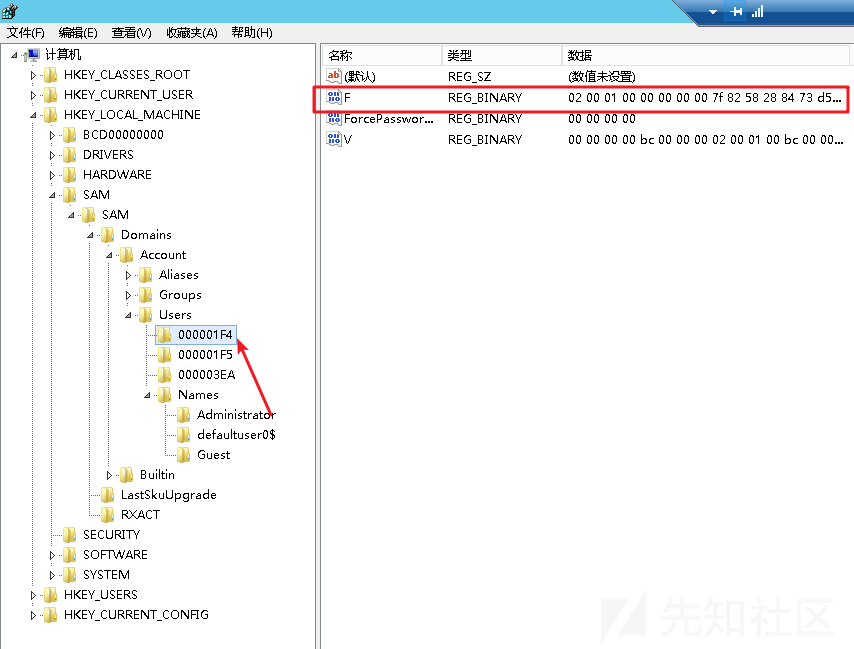 文件(F) 编辑(E) 查看(V) 收藏夹(A) 帮助(H)
计算机
HKEY_CLASSES_ROOT
HKEY_CURRENT_USER
HKEY_LOCAL_MACHINE
BCD00000000
DRIVERS
HARDWARE
SAM
SAM
Domains
Account
Aliases
Groups
Users
000001F4
000001F5
000003EA
Names
Administrator
defaultuser0$
Guest
Builtin
LastSkuUpgrade
RXACT
SECURITY
SOFTWARE
SYSTEM
HKEY_USERS
HKEY_CURRENT_CONFIG
名称 类型 数据
(默认) REG_SZ (数值未设置)
F REG_BINARY 02 00 01 00 00 00 00 00 7f 82 58 28 84 73 d5...
ForcePasswor... REG_BINARY 00 00 00 00
V REG_BINARY 00 00 00 00 bc 00 00 00 02 00 01 00 bc 00 00...
先知社区